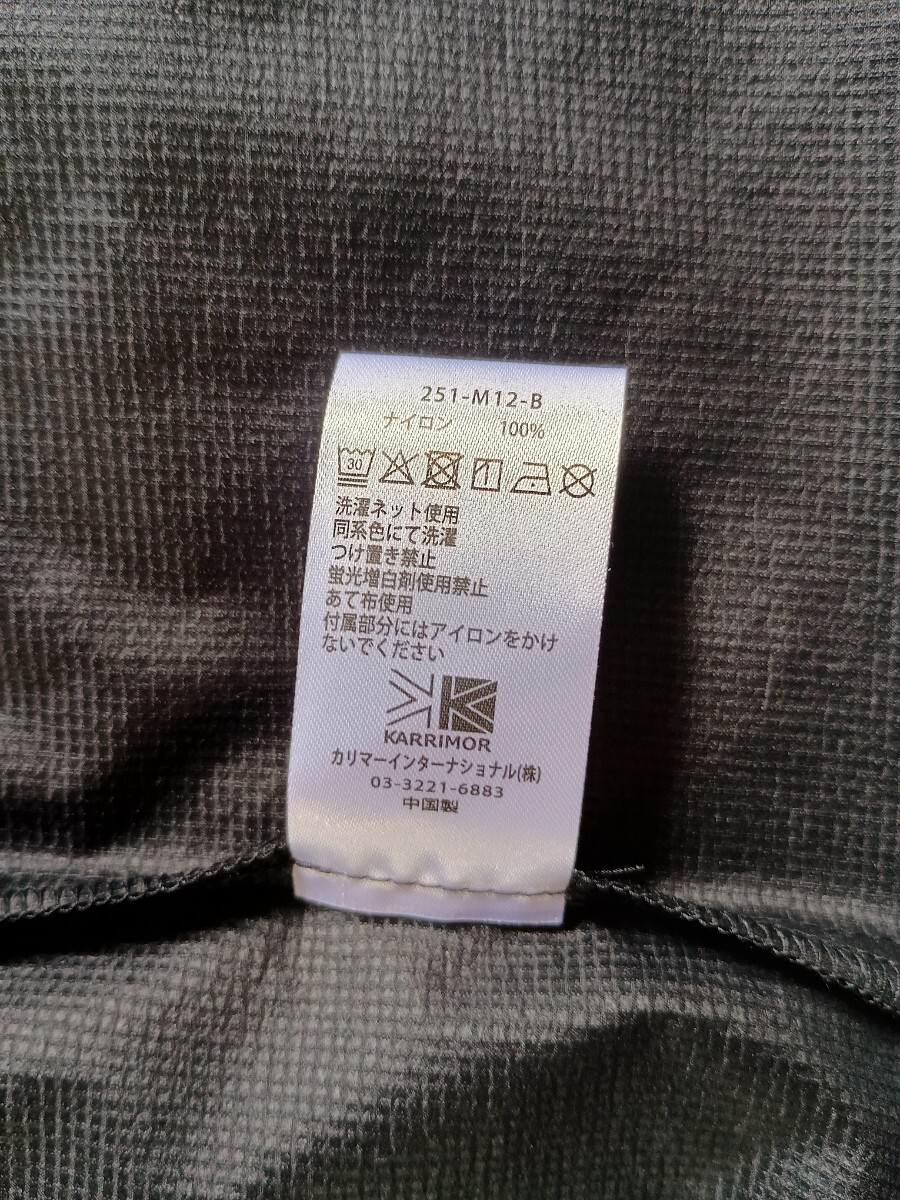 251-M12-B
ナイロン 100%
30
洗濯ネット使用
同系色にて洗濯
つけ置き禁止
蛍光増白剤使用禁止
あて布使用
付属部分にはアイロンをかけ
ないでください
KARRIMOR
カリマーインターナショナル(株)
03-3221-6883
中国製